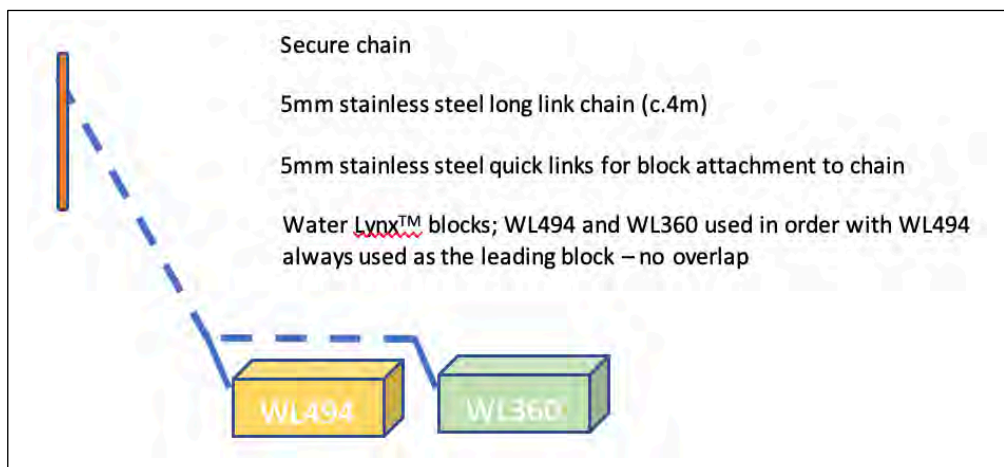 Secure chain
5mm stainless steel long link chain (c.4m)
5mm stainless steel quick links for block attachment to chain
Water Lynx™ blocks; WL494 and WL360 used in order with WL494
always used as the leading block – no overlap
WL494
WL360